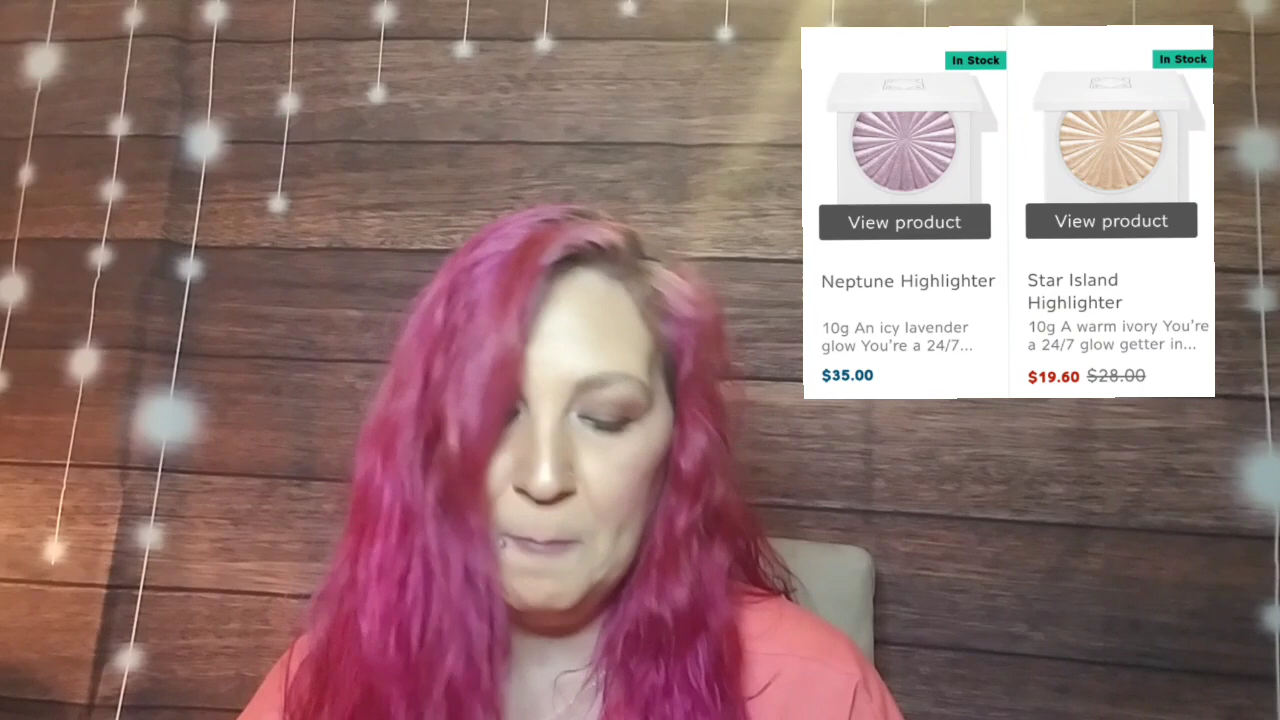 In Stock
View product
Neptune Highlighter
10g An icy lavender
glow You're a 24/7...
$35.00
In Stock
View product
Star Island
Highlighter
10g A warm ivory You're
a 24/7 glow getter in...
$19.60 $28.00